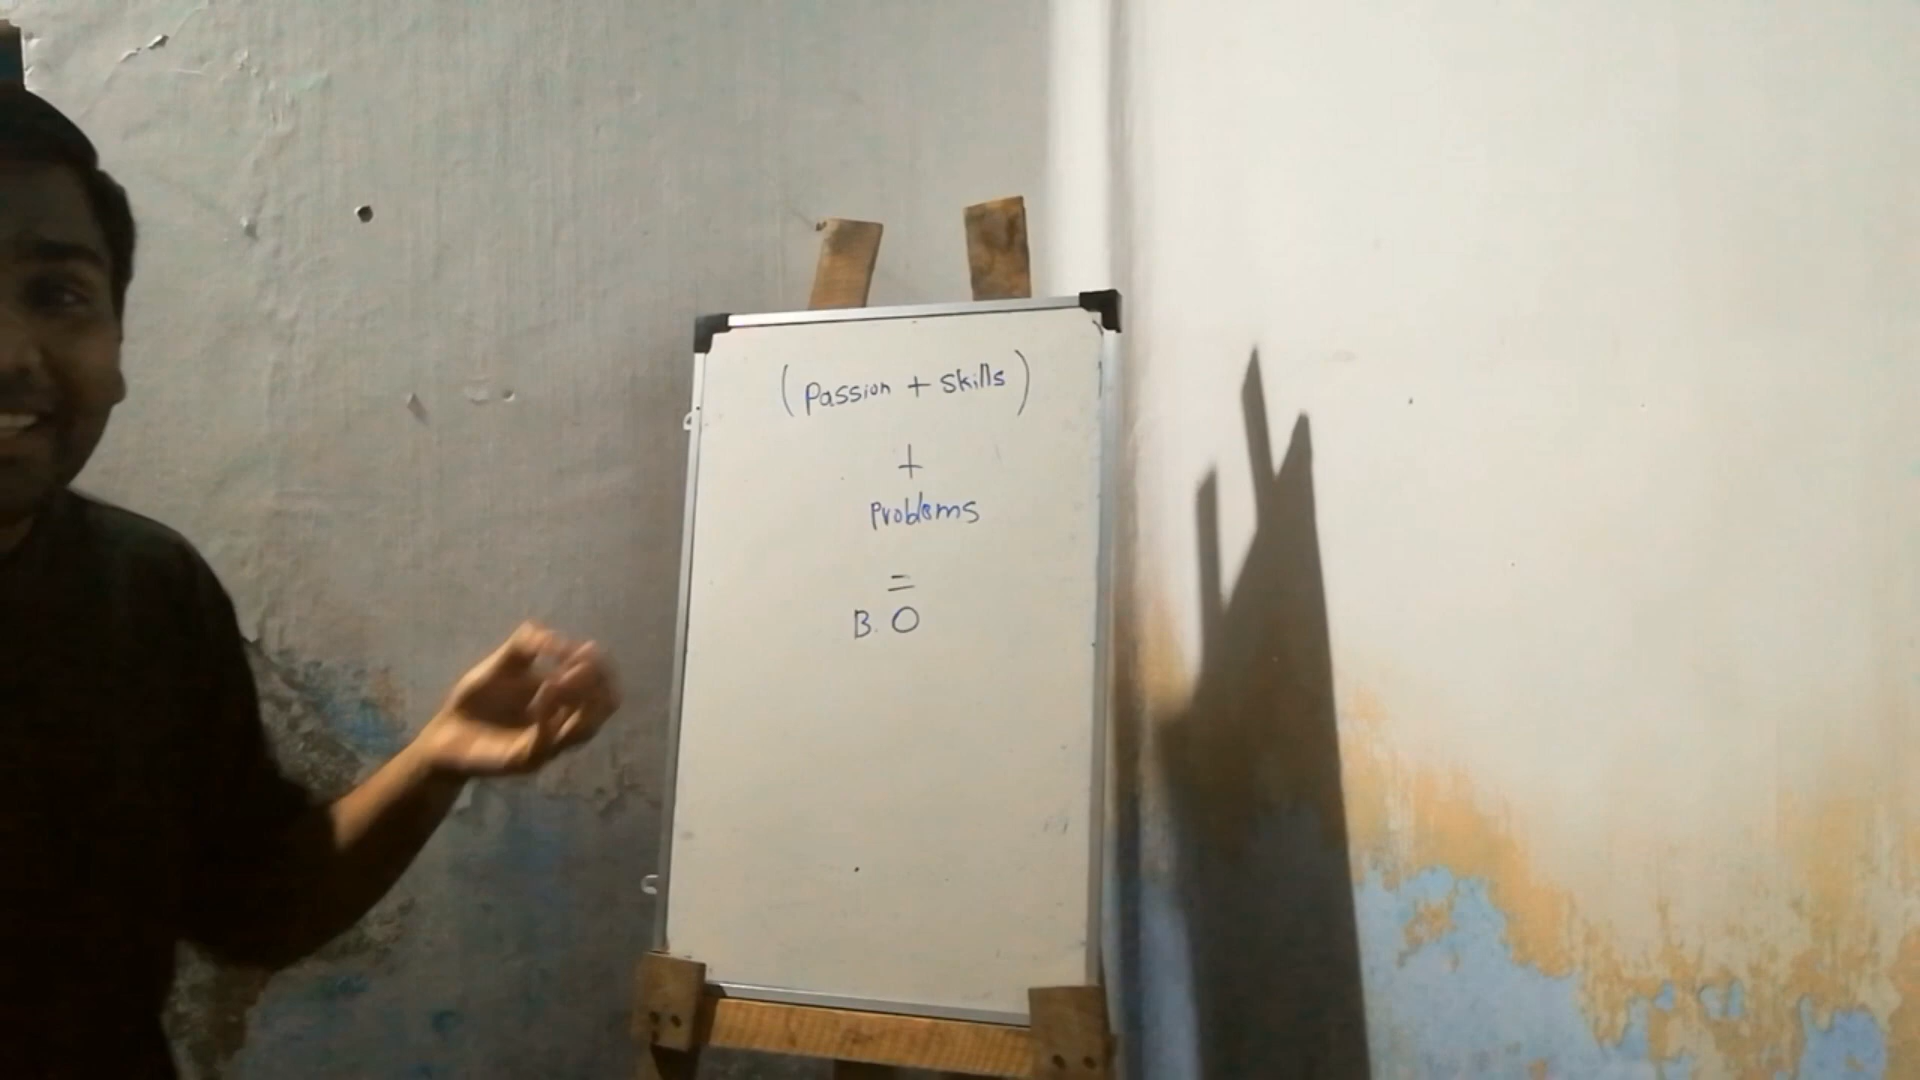 (Passion + Skills)
+
Problems
=
B. O